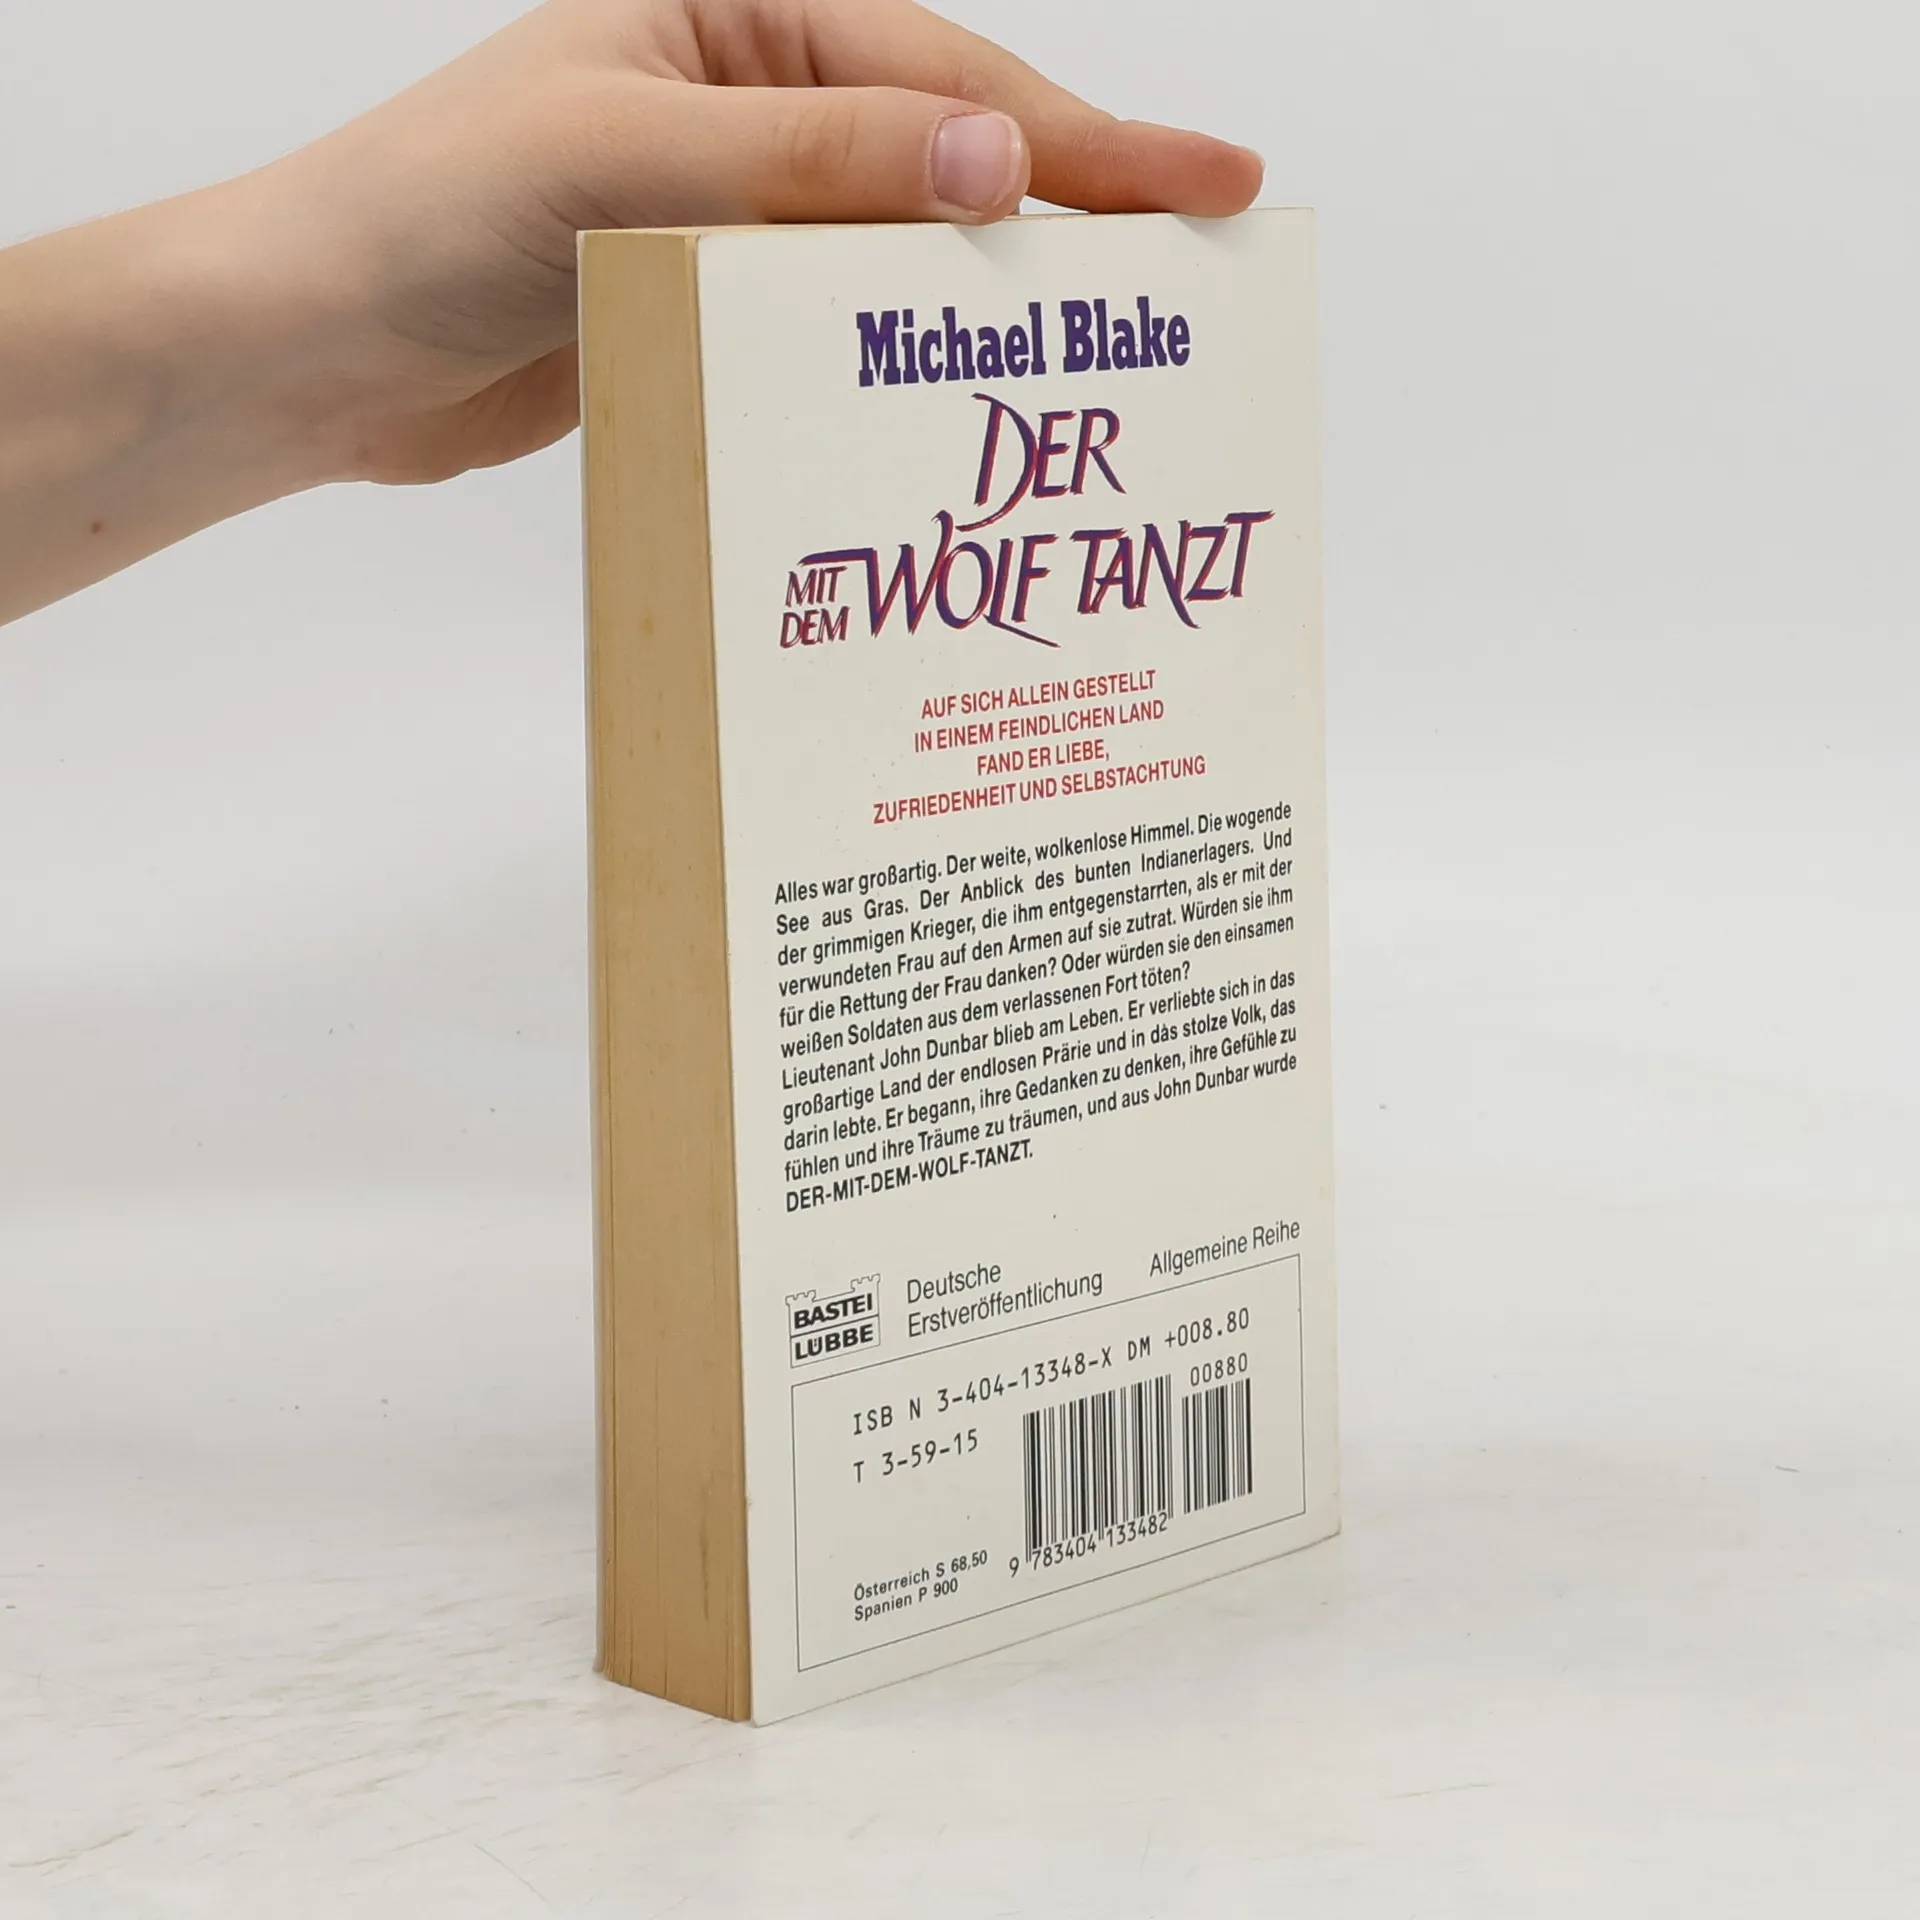 Michael Blake
DER
MIT DEM WOLF TANZT
AUF SICH ALLEIN GESTELLT
IN EINEM FEINDLICHEN LAND
FAND ER LIEBE,
ZUFRIEDENHEIT UND SELBSTACHTUNG
Alles war großartig. Der weite, wolkenlose Himmel. Die wogende
See aus Gras. Der Anblick des bunten Indianerlagers. Und
der grimmigen Krieger, die ihm entgegenstarrten, als er mit der
verwundeten Frau auf den Armen auf sie zutrat. Würden sie ihm
für die Rettung der Frau danken? Oder würden sie den einsamen
weißen Soldaten aus dem verlassenen Fort töten?
Lieutenant John Dunbar blieb am Leben. Er verliebte sich in das
großartige Land der endlosen Prärie und in das stolze Volk, das
darin lebte. Er begann, ihre Gedanken zu denken, ihre Gefühle zu
fühlen und ihre Träume zu träumen, und aus John Dunbar wurde
DER-MIT-DEM-WOLF-TANZT.
BASTEI
LÜBBE
Deutsche
Erstveröffentlichung
Allgemeine Reihe
ISB N 3-404-13348-X DM +008.80
00880
T 3-59-15
9 783404 133482
Österreich S 68,50
Spanien P 900